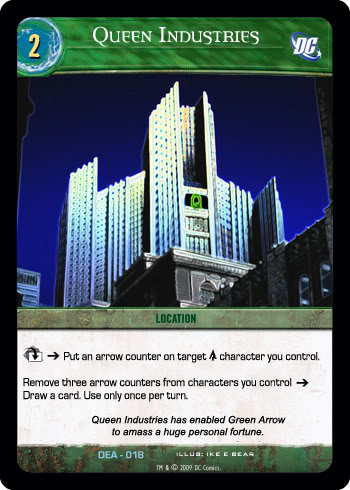 2
QUEEN INDUSTRIES
DC
Q
LOCATION
→ Put an arrow counter on target character you control.
Remove three arrow counters from characters you control →
Draw a card. Use only once per turn.
Queen Industries has enabled Green Arrow
to amass a huge personal fortune.
DEA - 018 ILLUS: IKE E BEAR
TM & © 2009 DC Comics.